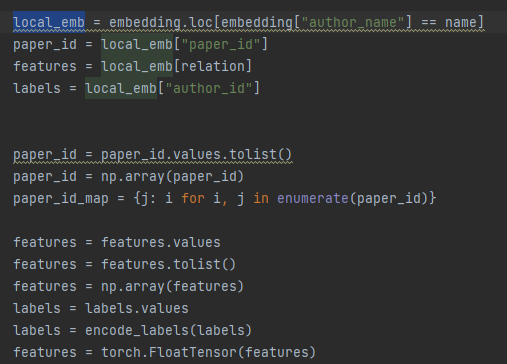 local_emb = embedding.loc[embedding["author_name"] == name]
paper_id = local_emb["paper_id"]
features = local_emb[relation]
labels = local_emb["author_id"]
paper_id = paper_id.values.tolist()
paper_id = np.array(paper_id)
paper_id_map = {j: i for i, j in enumerate(paper_id)}
features = features.values
features = features.tolist()
features = np.array(features)
labels = labels.values
labels = encode_labels(labels)
features = torch.FloatTensor(features)